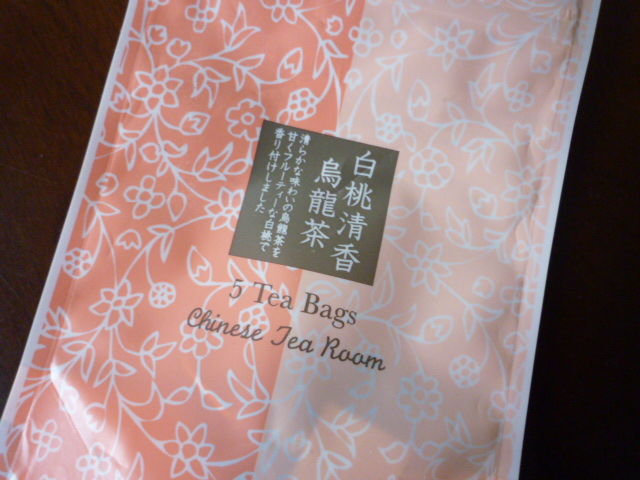 白桃清香
烏龍茶
清らかな味わいの烏龍茶を
甘くフルーティーな白桃で
香り付けしました
5 Tea Bags
Chinese Tea Room